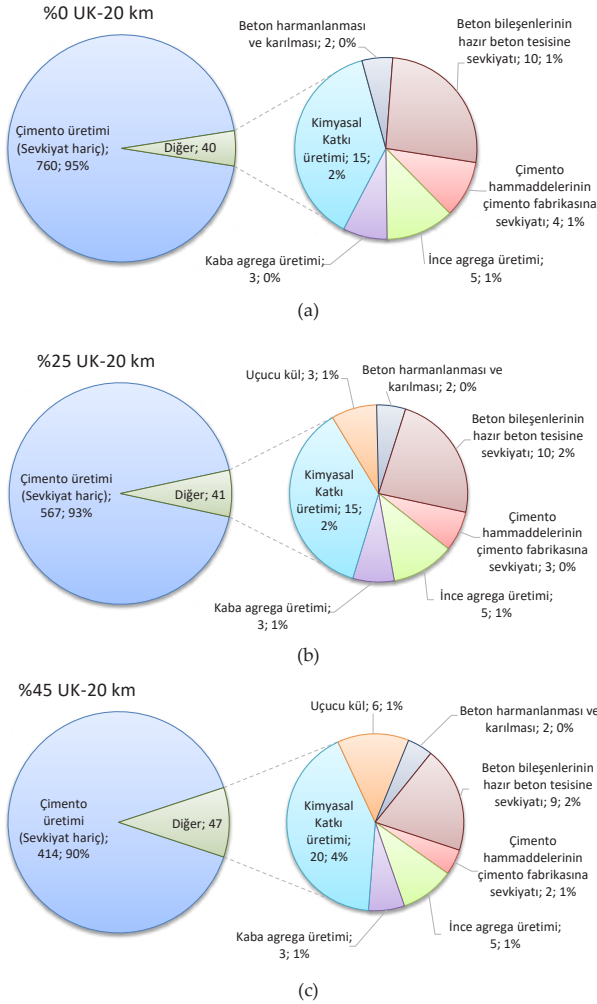 %0 UK-20 km
Beton harmanlanması
ve karılması; 2; 0%
Beton bileşenlerinin
hazır beton tesisine
sevkiyatı; 10; 1%
Çimento üretimi
(Sevkiyat hariç);
760; 95%
Diğer; 40
Kimyasal
Katkı
üretimi; 15;
2%
Çimento
hammaddelerinin
çimento fabrikasına
sevkiyatı; 4; 1%
Kaba agrega üretimi;
3; 0%
İnce agrega üretimi;
5; 1%
(a)
%25 UK-20 km
Uçucu kül; 3; 1%
Beton harmanlanması ve
karılması; 2; 0%
Beton bileşenlerinin
hazır beton tesisine
sevkiyatı; 10; 2%
Çimento üretimi
(Sevkiyat hariç);
567; 93%
Diğer; 41
Kimyasal
Katkı
üretimi; 15;
2%
Çimento
hammaddelerinin
çimento fabrikasına
sevkiyatı; 3; 0%
Kaba agrega üretimi;
3; 1%
İnce agrega üretimi;
5; 1%
(b)
%45 UK-20 km
Uçucu kül; 6; 1%
Beton harmanlanması ve
karılması; 2; 0%
Beton bileşenlerinin
hazır beton tesisine
sevkiyatı; 9; 2%
Çimento
üretimi
(Sevkiyat hariç);
414; 90%
Diğer; 47
Kimyasal
Katkı
üretimi;
20; 4%
Çimento
hammaddelerinin
çimento fabrikasına
sevkiyatı; 2; 1%
Kaba agrega üretimi;
3; 1%
İnce agrega üretimi;
5; 1%
(c)